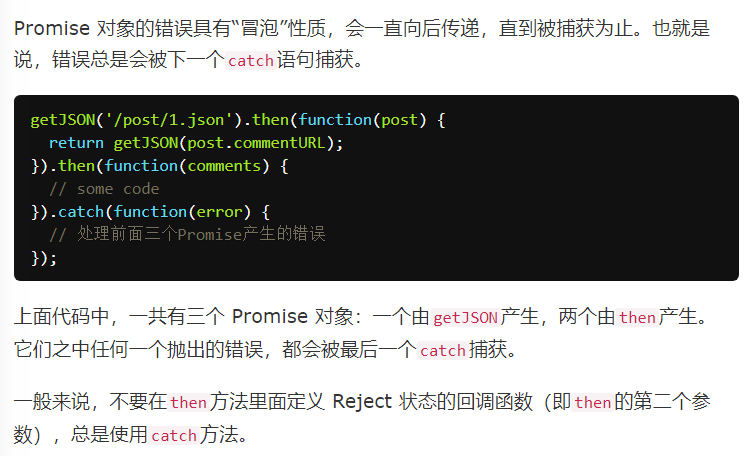 Promise 对象的错误具有“冒泡”性质，会一直向后传递，直到被捕获为止。也就是
说，错误总是会被下一个catch语句捕获。
getJSON('/post/1.json').then(function(post) {
  return getJSON(post.commentURL);
}).then(function(comments) {
  // some code
}).catch(function(error) {
  // 处理前面三个Promise产生的错误
});
上面代码中，一共有三个 Promise 对象：一个由getJSON产生，两个由then产生。
它们之中任何一个抛出的错误，都会被最后一个catch捕获。
一般来说，不要在then方法里面定义 Reject 状态的回调函数（即then的第二个参
数），总是使用catch方法。